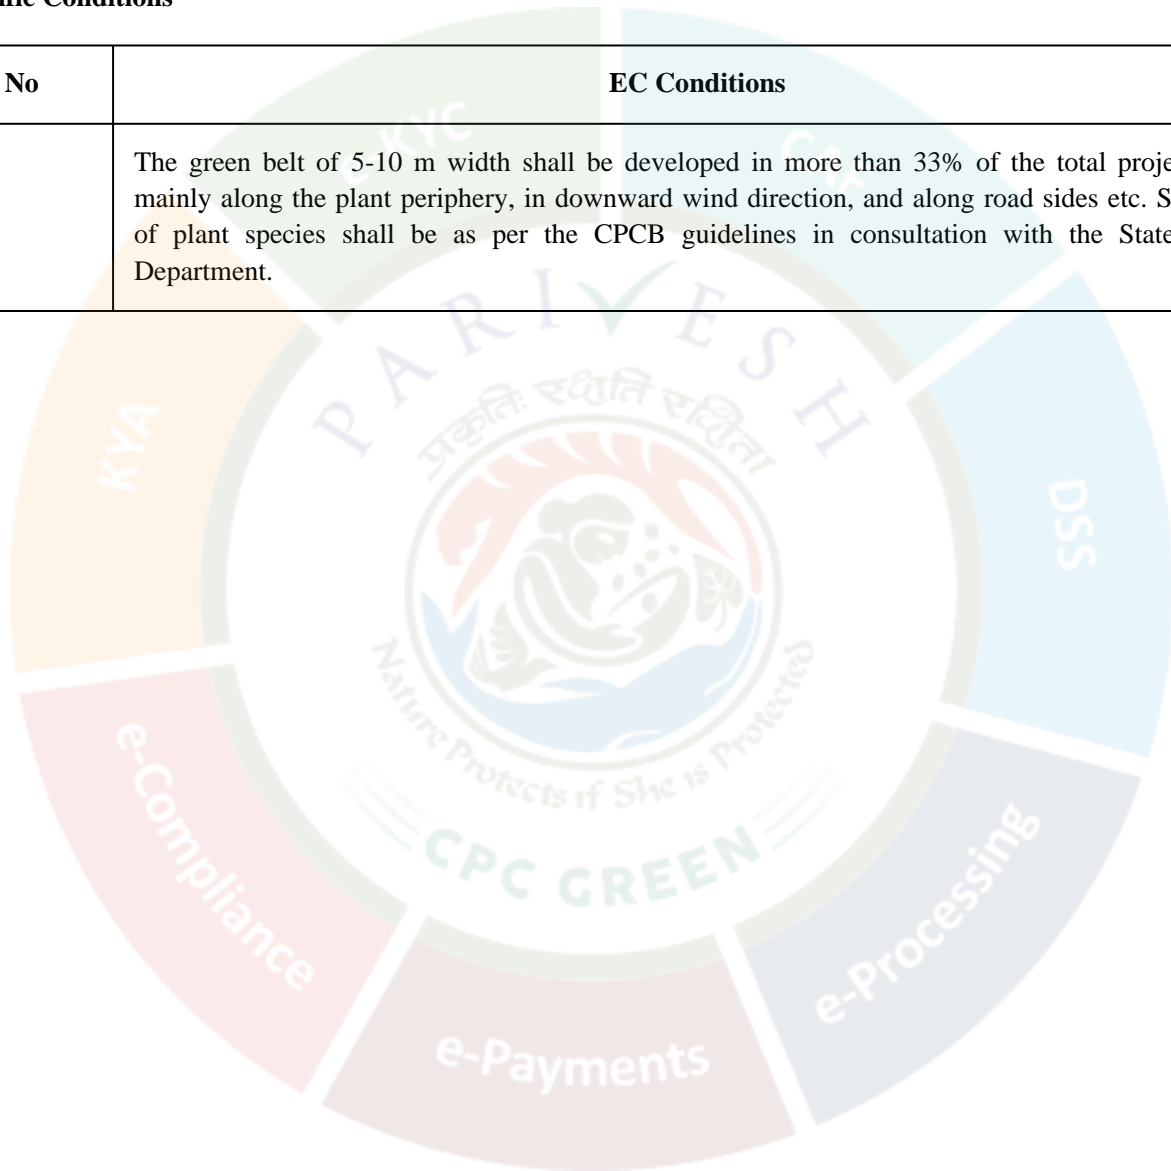 No
EC Conditions
The green belt of 5-10 m width shall be developed in more than 33% of the total
mainly along the plant periphery, in downward wind direction, and along road sides etc.
of plant species shall be as per the CPCB guidelines in consultation with the State
Department.
Conditions
e-KYC
CAF
KYA
DSS
PARIVESH
प्रकृतिः रक्षति रक्षिता
Nature Protects if She is Protected
CPC GREEN
e-Compliance
e-Processing
e-Payments